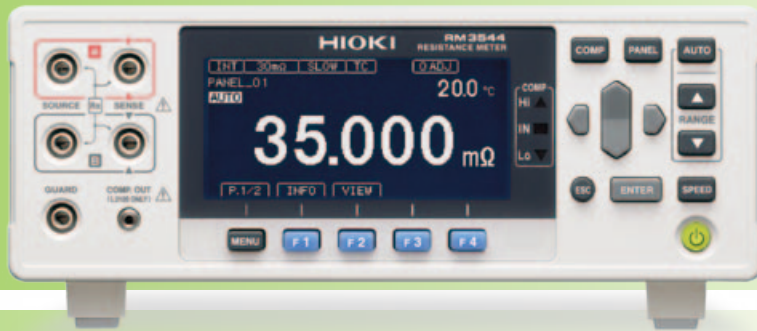 HIOKI
RM3544
RESISTANCE METER
A
SOURCE
SENSE
B
GUARD
COMP. OUT
INT 30mΩ SLOW TC 0 ADJ
PANEL_01
20.0 °C
AUTO
35.000 mΩ
P.1/2 INFO VIEW
COMP
Hi
IN
Lo
MENU F1 F2 F3 F4
COMP PANEL AUTO
RANGE
ESC ENTER SPEED